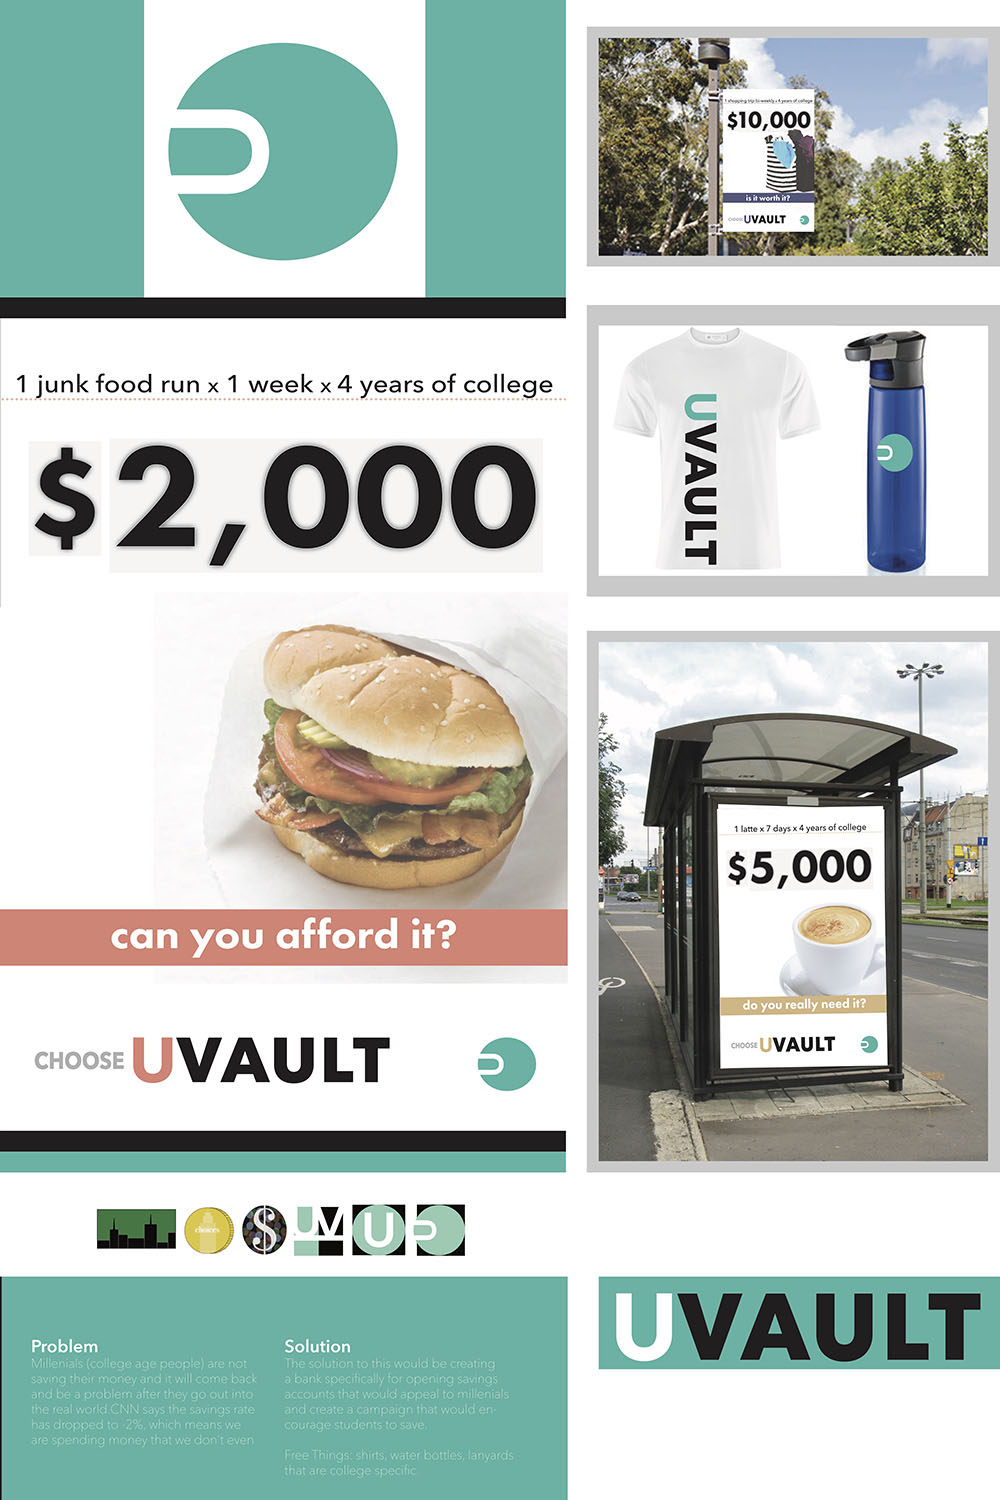 1 junk food run x 1 week x 4 years of college
$2,000
can you afford it?
CHOOSE UVAULT
choices
$
UV
U
Problem
Millenials (college age people) are not
saving their money and it will come back
and be a problem after they go out into
the real world.CNN says the savings rate
has dropped to -2%, which means we
are spending money that we don't even
Solution
The solution to this would be creating
a bank specifically for opening savings
accounts that would appeal to millenials
and create a campaign that would en-
courage students to save.
Free Things: shirts, water bottles, lanyards
that are college specific.
1 shopping trip bi-weekly x 4 years of college
$10,000
is it worth it?
CHOOSE UVAULT
UVAULT
1 latte x 7 days x 4 years of college
$5,000
do you really need it?
CHOOSE UVAULT
UVAULT